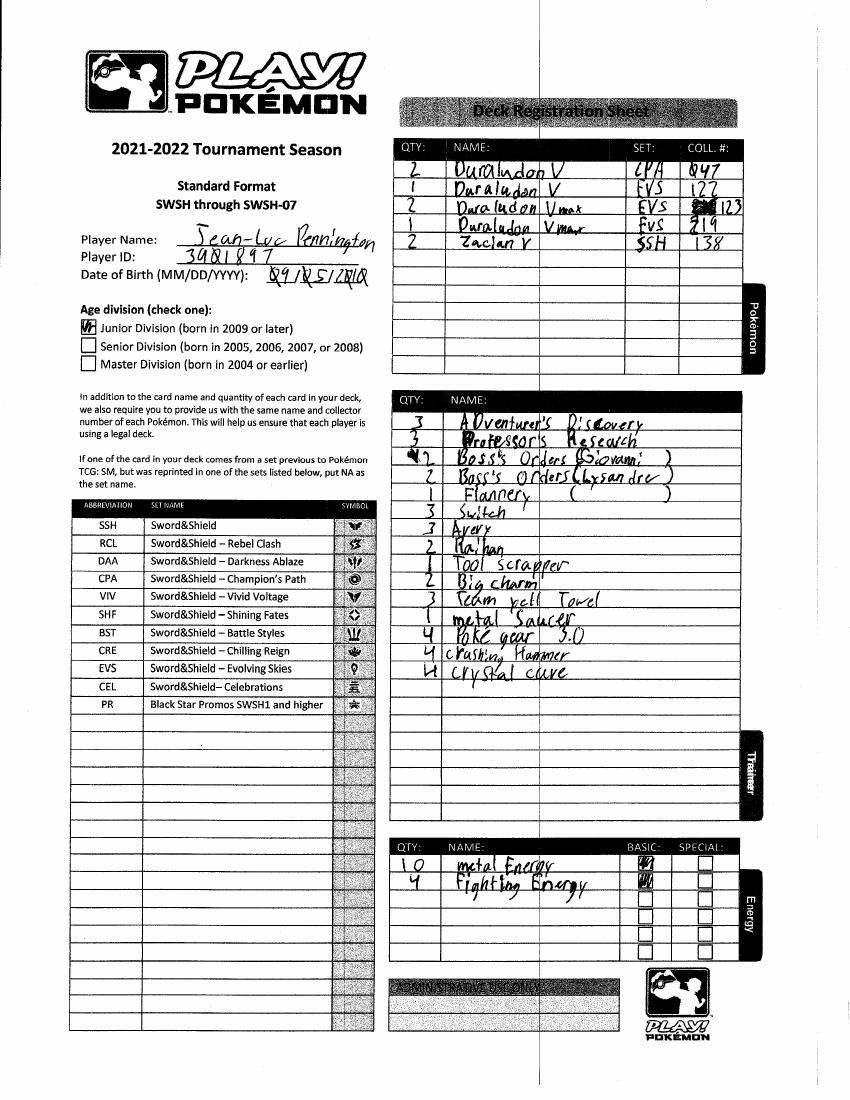 PLAY!
POKÉMON
2021-2022 Tournament Season
Standard Format
SWSH through SWSH-07
Player Name: Jean-Luc Pennington
Player ID: 3901897
Date of Birth (MM/DD/YYYY): 09/05/2010
Age division (check one):
Junior Division (born in 2009 or later)
Senior Division (born in 2005, 2006, 2007, or 2008)
Master Division (born in 2004 or earlier)
In addition to the card name and quantity of each card in your deck,
we also require you to provide us with the same name and collector
number of each Pokémon. This will help us ensure that each player is
using a legal deck.
If one of the card in your deck comes from a set previous to Pokémon
TCG: SM, but was reprinted in one of the sets listed below, put NA as
the set name.
ABBREVIATION SET NAME SYMBOL
SSH Sword&Shield
RCL Sword&Shield – Rebel Clash
DAA Sword&Shield – Darkness Ablaze
CPA Sword&Shield – Champion's Path
VIV Sword&Shield – Vivid Voltage
SHF Sword&Shield – Shining Fates
BST Sword&Shield – Battle Styles
CRE Sword&Shield – Chilling Reign
EVS Sword&Shield – Evolving Skies
CEL Sword&Shield– Celebrations
PR Black Star Promos SWSH1 and higher
Deck Registration Sheet
QTY: NAME: SET: COLL. #:
2 Duraludon V CPA 047
1 Duraludon V EVS 122
2 Duraludon Vmax EVS 123
1 Duraludon Vmax EVS 219
2 Zacian V SSH 138
Pokémon
QTY: NAME:
3 ADventurer's Discovery
3 Professor's Research
2 Boss's Orders (Giovanni )
2 Boss's Orders (Lysandre )
1 Flannery ( )
3 Switch
3 Avery
2 Raihan
1 Tool scrapper
2 Big charm
3 Team yell Towel
1 metal Saucer
4 Poké gear 3.0
4 crushing Hammer
4 crystal cave
Trainer
QTY: NAME: BASIC: SPECIAL:
10 metal Energy
4 Fighting Energy
Energy
ADMINISTRATIVE USE ONLY
PLAY!
POKÉMON